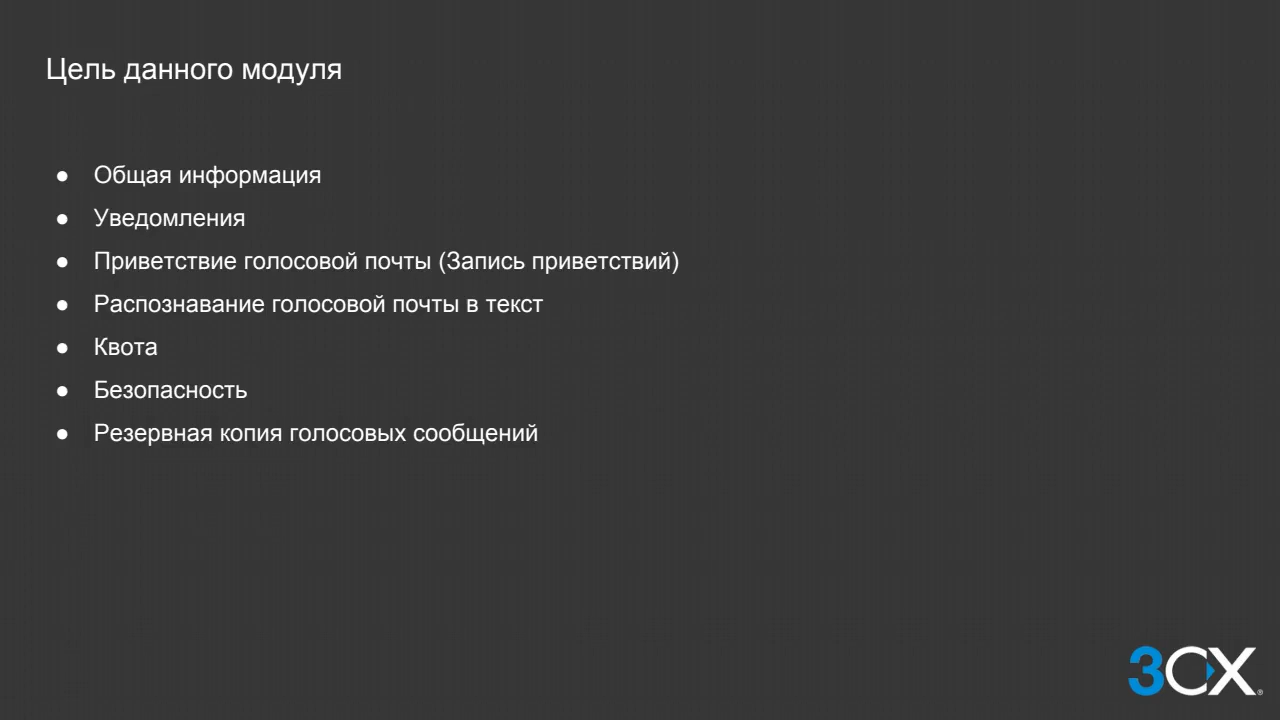 Цель данного модуля
● Общая информация
● Уведомления
● Приветствие голосовой почты (Запись приветствий)
● Распознавание голосовой почты в текст
● Квота
● Безопасность
● Резервная копия голосовых сообщений
3CX®